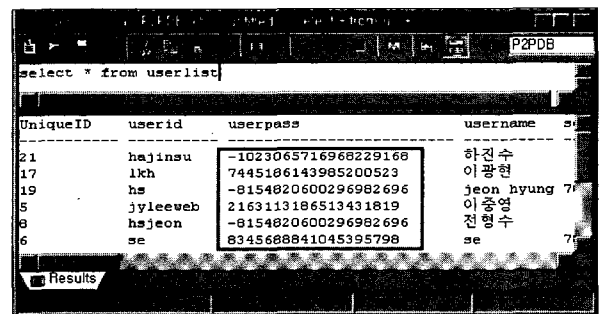 P2PDB
select * from userlist
UniqueID userid userpass username
21 hajinsu -1023065716968229168 하진수
17 lkh 7445186143985200523 이광현
19 hs -8154820600296982696 jeon hyung
5 jyleeweb 2163113186513431819 이중영
8 hsjeon -8154820600296982696 전형수
6 se 8345688841045395798 se
Results